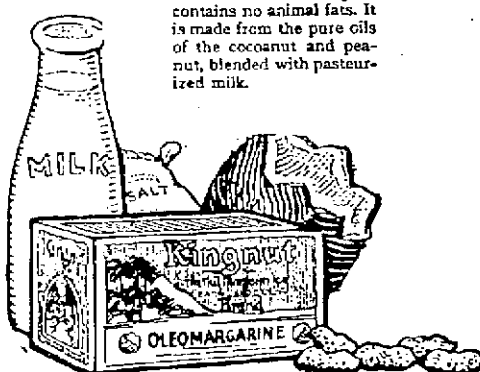 contains no animal fats. It
is made from the pure oils
of the cocoanut and pea-
nut, blended with pasteur-
ized milk.
MILK
SALT
Kingnut
Brand
OLEOMARGARINE